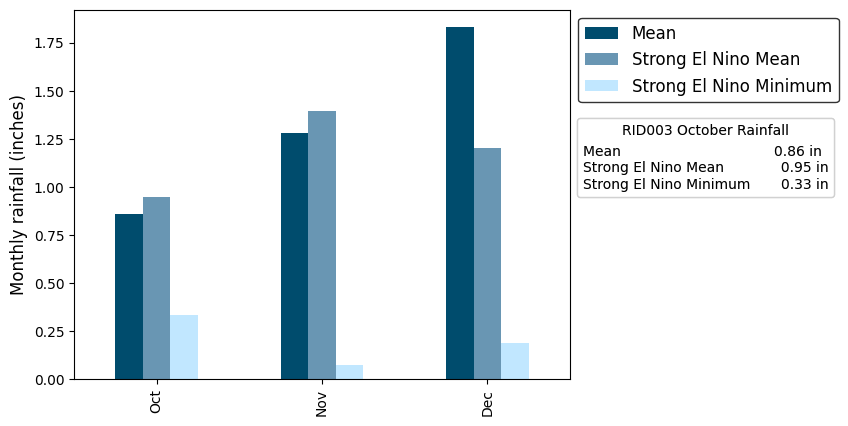 Monthly rainfall (inches)
1.75
1.50
1.25
1.00
0.75
0.50
0.25
0.00
Oct
Nov
Dec
Mean
Strong El Nino Mean
Strong El Nino Minimum
RID003 October Rainfall
Mean 0.86 in
Strong El Nino Mean 0.95 in
Strong El Nino Minimum 0.33 in